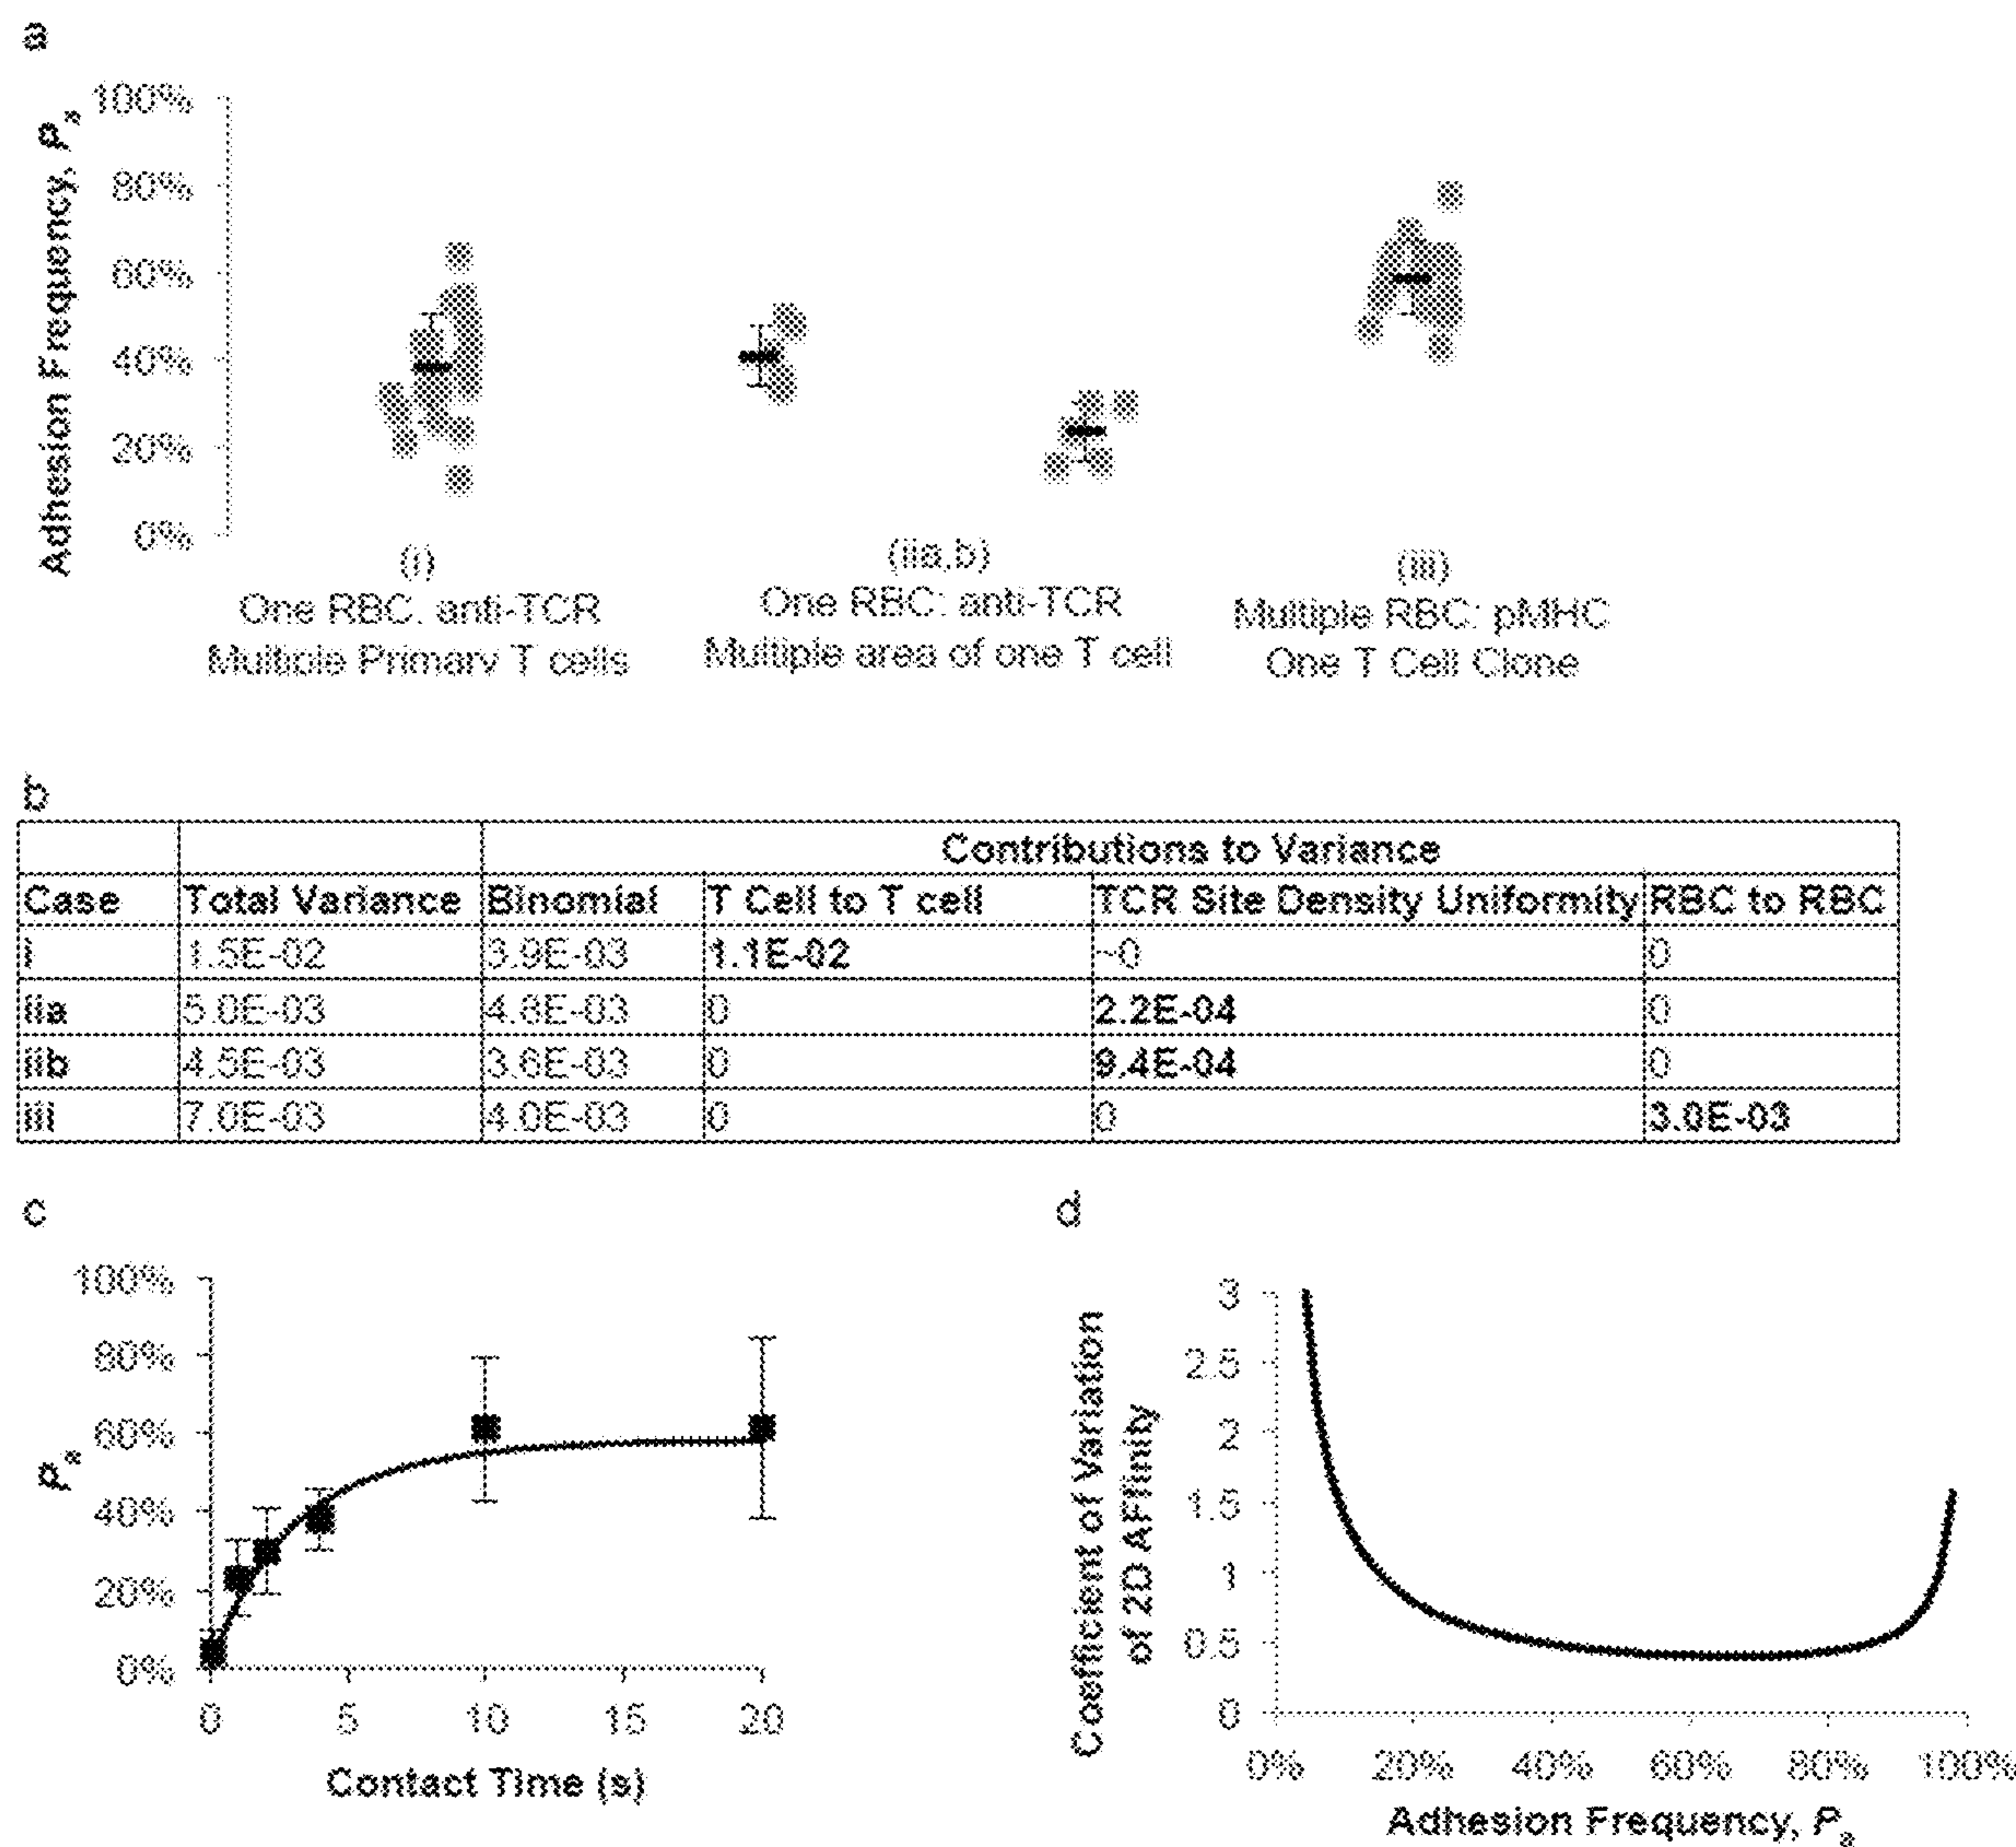 a
Adhesion Frequency, Pa
100%
80%
60%
40%
20%
0%
(i)
One RBC: anti-TCR
Multiple Primary T cells
(iia,b)
One RBC: anti-TCR
Multiple area of one T cell
(iii)
Multiple RBC: pMHC
One T Cell Clone
b
Contributions to Variance
Case Total Variance Binomial T Cell to T cell TCR Site Density Uniformity RBC to RBC
i 1.5E-02 3.9E-03 1.1E-02 ~0 0
iia 5.0E-03 4.8E-03 0 2.2E-04 0
iib 4.5E-03 3.6E-03 0 9.4E-04 0
iii 7.0E-03 4.0E-03 0 0 3.0E-03
c
Pa
100%
80%
60%
40%
20%
0%
0 5 10 15 20
Contact Time (s)
d
Coefficient of Variation
of 2D Affinity
3
2.5
2
1.5
1
0.5
0
0% 20% 40% 60% 80% 100%
Adhesion Frequency, Pa